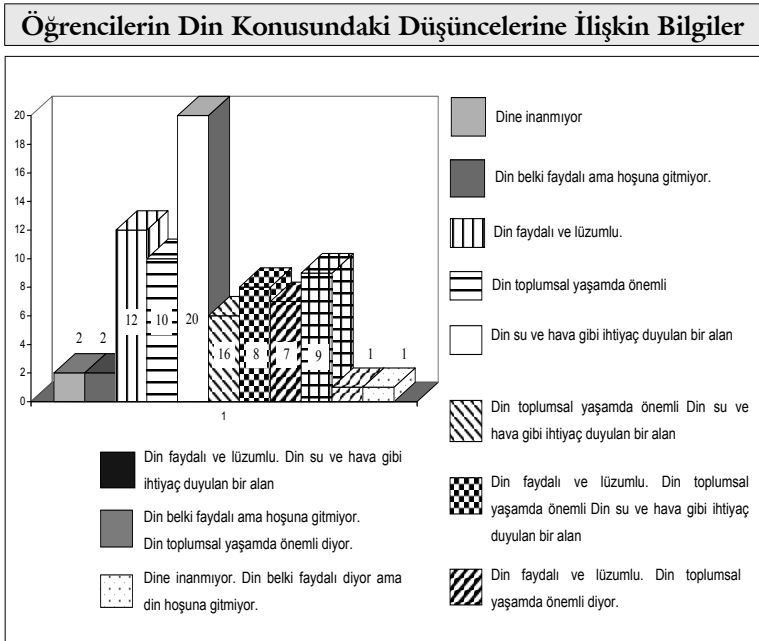 Öğrencilerin Din Konusundaki Düşüncelerine İlişkin Bilgiler
20
18
16
14
12
10
8
6
4
2
0
2
2
12
10
20
16
8
7
9
1
1
1
Dine inanmıyor
Din belki faydalı ama hoşuna gitmiyor.
Din faydalı ve lüzumlu.
Din toplumsal yaşamda önemli
Din su ve hava gibi ihtiyaç duyulan bir alan
Din toplumsal yaşamda önemli Din su ve
hava gibi ihtiyaç duyulan bir alan
Din faydalı ve lüzumlu. Din toplumsal
yaşamda önemli Din su ve hava gibi ihtiyaç
duyulan bir alan
Din faydalı ve lüzumlu. Din toplumsal
yaşamda önemli diyor.
Din faydalı ve lüzumlu. Din su ve hava gibi
ihtiyaç duyulan bir alan
Din belki faydalı ama hoşuna gitmiyor.
Din toplumsal yaşamda önemli diyor.
Dine inanmıyor. Din belki faydalı diyor ama
din hoşuna gitmiyor.